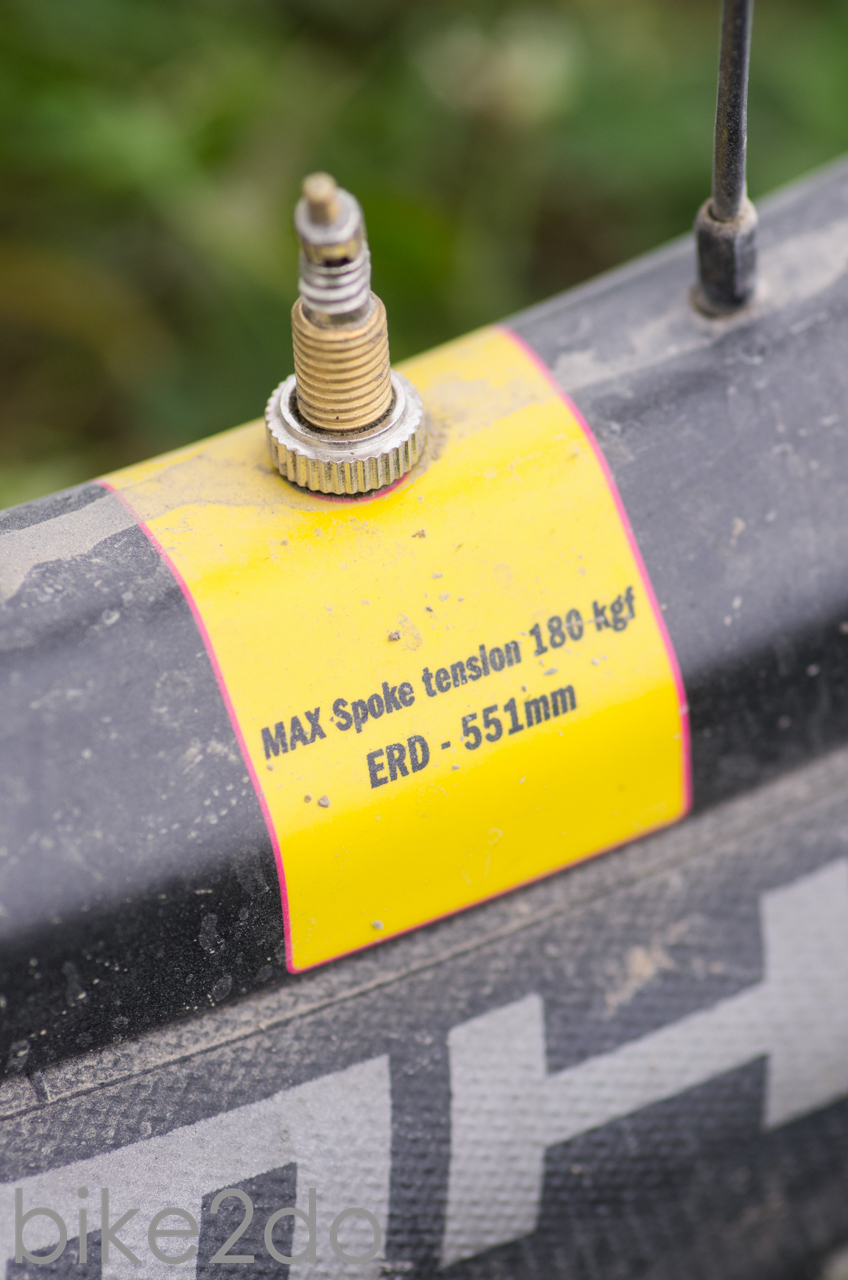 MAX Spoke tension 180 kgf
ERD - 551mm
bike2do